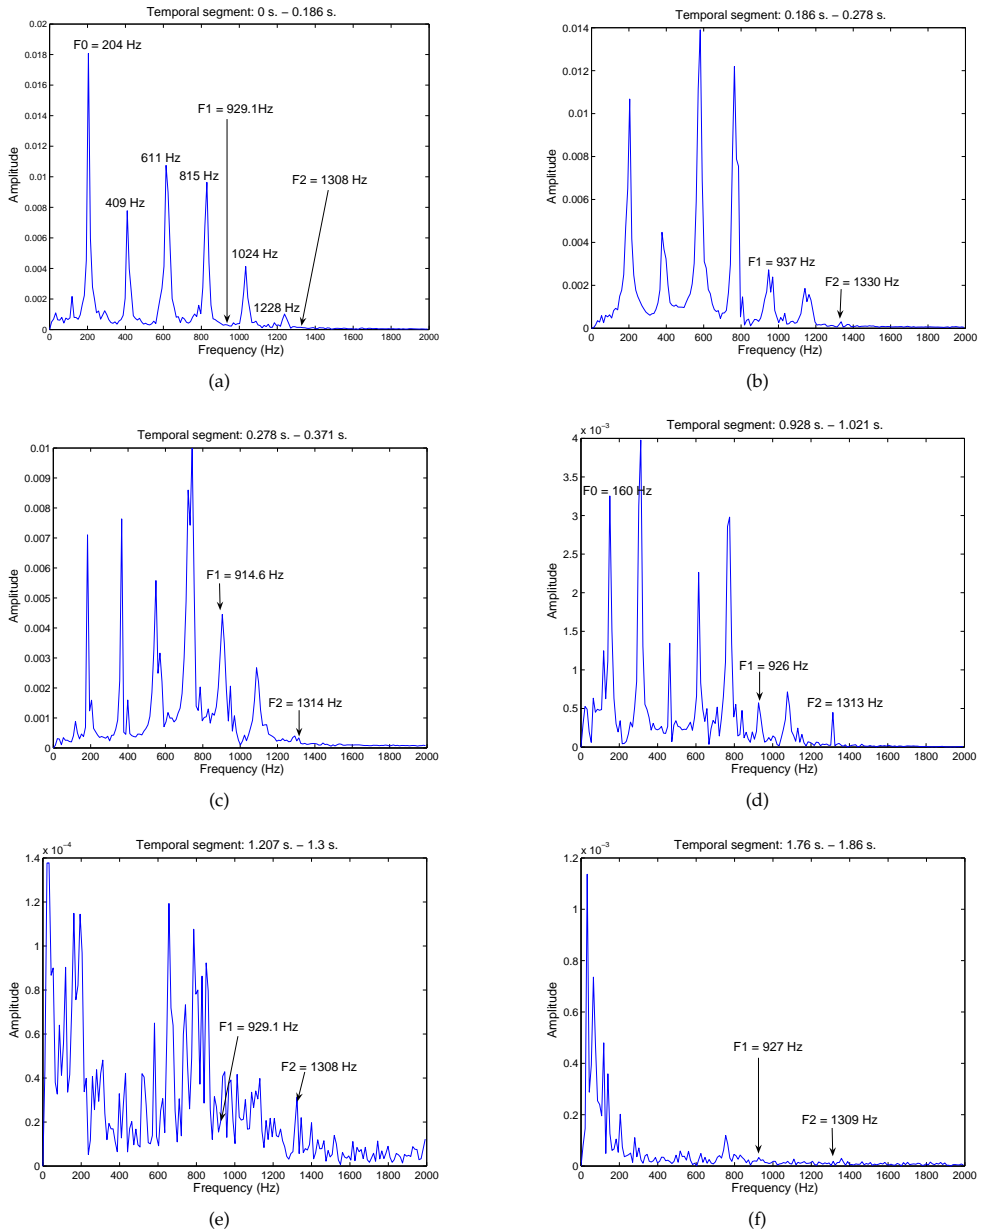 Temporal segment: 0 s. − 0.186 s.
0.02
0.018
0.016
0.014
0.012
0.01
0.008
0.006
0.004
0.002
0
Amplitude
F0 = 204 Hz
F1 = 929.1Hz
611 Hz
815 Hz
F2 = 1308 Hz
409 Hz
1024 Hz
1228 Hz
0 200 400 600 800 1000 1200 1400 1600 1800 2000
Frequency (Hz)
(a)
Temporal segment: 0.186 s. − 0.278 s.
0.014
0.012
0.01
0.008
0.006
0.004
0.002
0
Amplitude
F1 = 937 Hz
F2 = 1330 Hz
0 200 400 600 800 1000 1200 1400 1600 1800 2000
Frequency (Hz)
(b)
Temporal segment: 0.278 s. − 0.371 s.
0.01
0.009
0.008
0.007
0.006
0.005
0.004
0.003
0.002
0.001
0
Amplitude
F1 = 914.6 Hz
F2 = 1314 Hz
0 200 400 600 800 1000 1200 1400 1600 1800 2000
Frequency (Hz)
(c)
Temporal segment: 0.928 s. − 1.021 s.
x 10−3
4
3.5
3
2.5
2
1.5
1
0.5
0
Amplitude
F0 = 160 Hz
F1 = 926 Hz
F2 = 1313 Hz
0 200 400 600 800 1000 1200 1400 1600 1800 2000
Frequency (Hz)
(d)
Temporal segment: 1.207 s. − 1.3 s.
x 10−4
1.4
1.2
1
0.8
0.6
0.4
0.2
0
Amplitude
F1 = 929.1 Hz
F2 = 1308 Hz
0 200 400 600 800 1000 1200 1400 1600 1800 2000
Frequency (Hz)
(e)
Temporal segment: 1.76 s. − 1.86 s.
x 10−3
1.2
1
0.8
0.6
0.4
0.2
0
Amplitude
F1 = 927 Hz
F2 = 1309 Hz
0 200 400 600 800 1000 1200 1400 1600 1800 2000
Frequency (Hz)
(f)